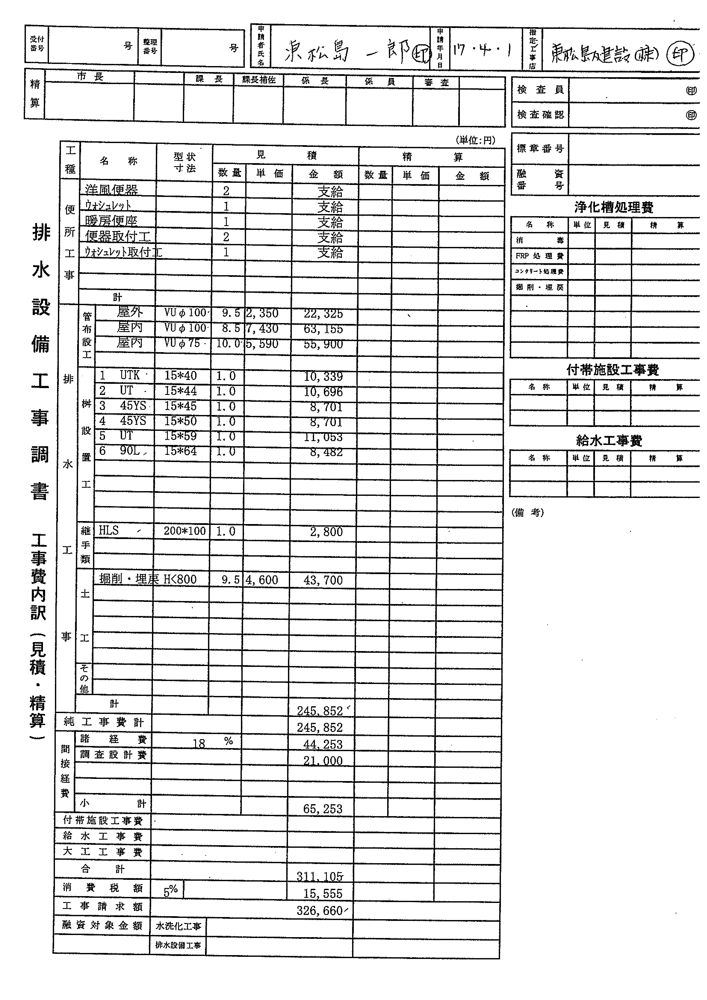 受付番号 号 整理番号 号 申請者氏名 東松島 一郎 印 申請年月日 17・4・1 指定工事店 東松島建設(株) 印
精算 市長 課長 課長補佐 係長 係員 審査
検査員 印
検査確認 印
標章番号
融資番号
排水設備工事調書 工事費内訳(見積・精算)
(単位:円)
工種 名称 型状寸法 見積 精算
数量 単価 金額 数量 単価 金額
便所工事
洋風便器 2 支給
ウォシュレット 1 支給
暖房便座 1 支給
便器取付工 2 支給
ウォシュレット取付工 1 支給
計
排水工事
管布設工
屋外 VUφ100 9.5 2,350 22,325
屋内 VUφ100 8.5 7,430 63,155
屋内 VUφ75 10.0 5,590 55,900
桝設置工
1 UTK 15*40 1.0 10,339
2 UT 15*44 1.0 10,696
3 45YS 15*45 1.0 8,701
4 45YS 15*50 1.0 8,701
5 UT 15*59 1.0 11,053
6 90L 15*64 1.0 8,482
継手類
HLS 200*100 1.0 2,800
土工
掘削・埋戻 H<800 9.5 4,600 43,700
その他
計 245,852
純工事費計 245,852
間接経費
諸経費 18 % 44,253
調査設計費 21,000
小計 65,253
付帯施設工事費
給水工事費
大工工事費
合計 311,105
消費税額 5% 15,555
工事請求額 326,660
融資対象金額 水洗化工事
排水設備工事
浄化槽処理費
名称 単位 見積 精算
消毒
FRP処理費
コンクリート処理費
掘削・埋戻
付帯施設工事費
名称 単位 見積 精算
給水工事費
名称 単位 見積 精算
(備考)